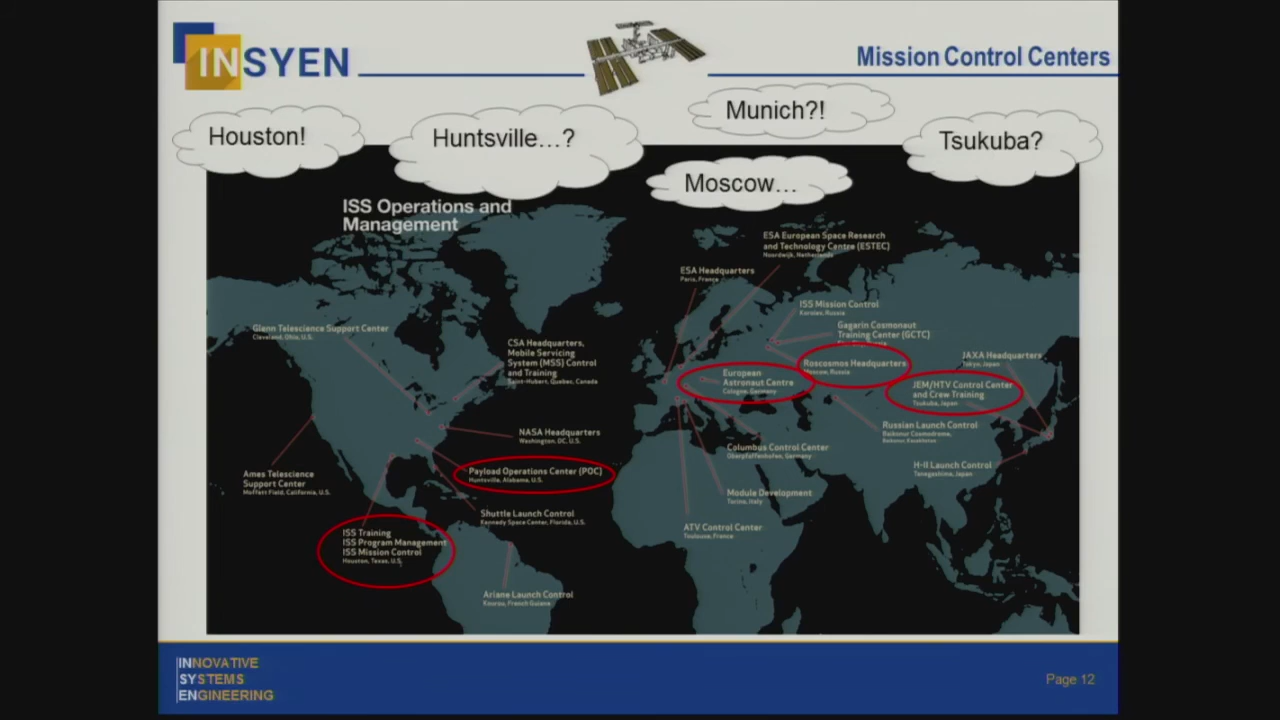 INSYEN
Mission Control Centers
Houston!
Huntsville…?
Munich?!
Moscow…
Tsukuba?
ISS Operations and
Management
ESA European Space Research
and Technology Centre (ESTEC)
Noordwijk, Netherlands
ESA Headquarters
Paris, France
ISS Mission Control
Korolev, Russia
Gagarin Cosmonaut
Training Center (GCTC)
Glenn Telescience Support Center
Cleveland, Ohio, U.S.
CSA Headquarters,
Mobile Servicing
System (MSS) Control
and Training
Saint-Hubert, Quebec, Canada
European
Astronaut Centre
Cologne, Germany
Roscosmos Headquarters
Moscow, Russia
JAXA Headquarters
Tokyo, Japan
JEM/HTV Control Center
and Crew Training
Tsukuba, Japan
NASA Headquarters
Washington, DC, U.S.
Russian Launch Control
Baikonur Cosmodrome,
Baikonur, Kazakhstan
Columbus Control Center
Oberpfaffenhofen, Germany
H-II Launch Control
Tanegashima, Japan
Ames Telescience
Support Center
Moffett Field, California, U.S.
Payload Operations Center (POC)
Huntsville, Alabama, U.S.
Module Development
Torino, Italy
Shuttle Launch Control
Kennedy Space Center, Florida, U.S.
ATV Control Center
Toulouse, France
ISS Training
ISS Program Management
ISS Mission Control
Houston, Texas, U.S.
Ariane Launch Control
Kourou, French Guiana
INNOVATIVE
SYSTEMS
ENGINEERING
Page 12